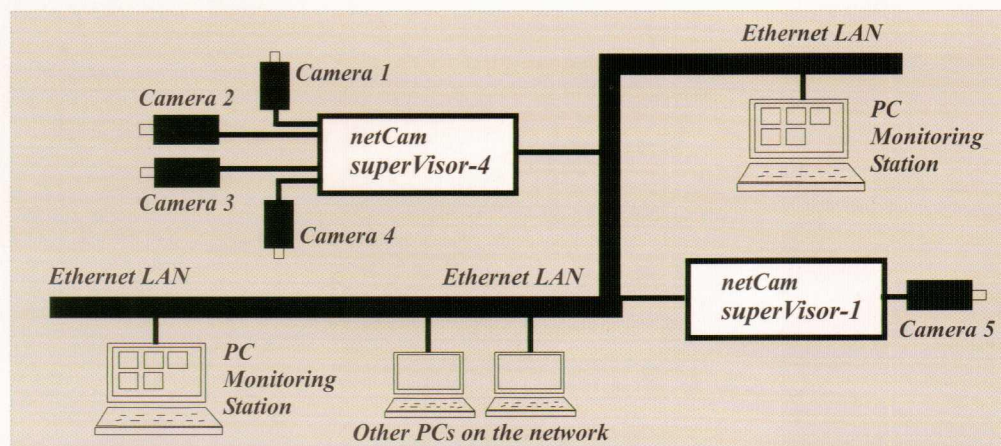 Ethernet LAN
Camera 1
Camera 2
netCam
superVisor-4
PC
Monitoring
Station
Camera 3
Camera 4
Ethernet LAN
Ethernet LAN
netCam
superVisor-1
Camera 5
PC
Monitoring
Station
Other PCs on the network